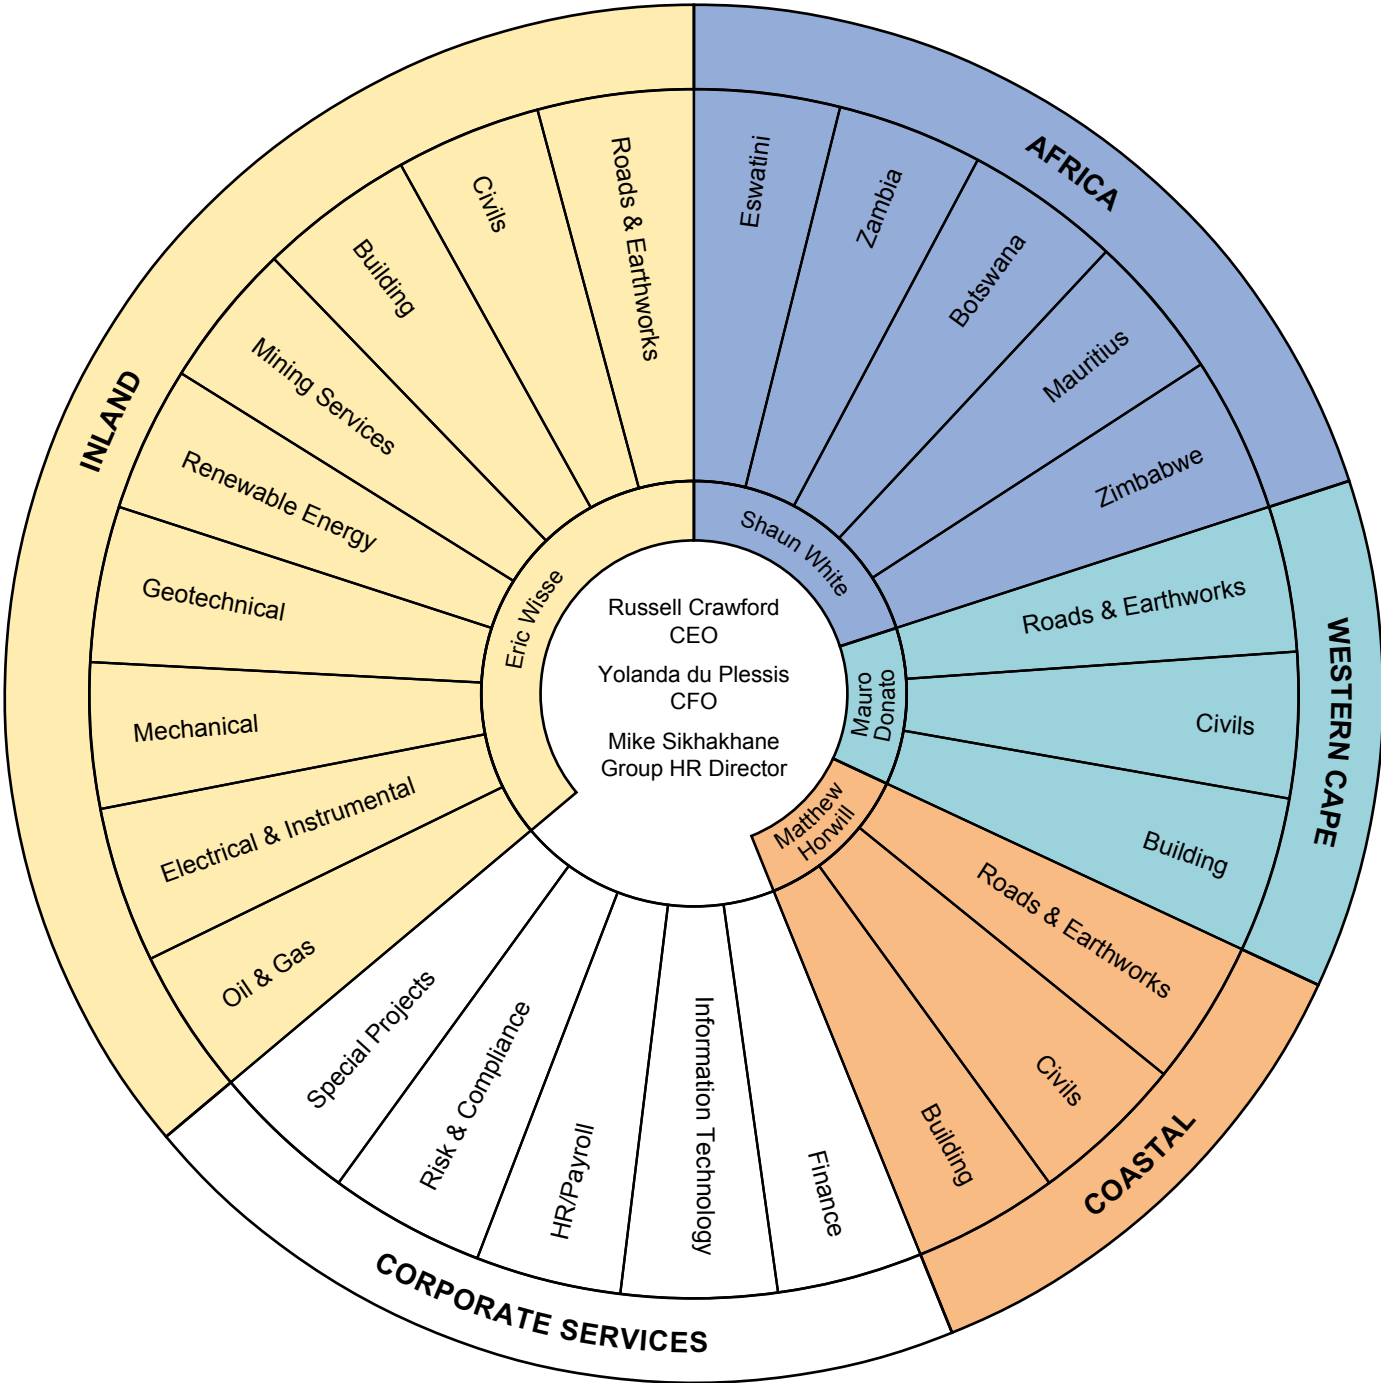 AFRICA
Eswatini
Zambia
Botswana
Mauritius
Zimbabwe
Shaun White
WESTERN CAPE
Roads & Earthworks
Civils
Building
Mauro
Donato
COASTAL
Roads & Earthworks
Civils
Building
Matthew
Horwill
CORPORATE SERVICES
Finance
Information Technology
HR/Payroll
Risk & Compliance
Special Projects
INLAND
Oil & Gas
Electrical & Instrumental
Mechanical
Geotechnical
Renewable Energy
Mining Services
Building
Civils
Roads & Earthworks
Eric Wisse
Russell Crawford
CEO
Yolanda du Plessis
CFO
Mike Sikhakhane
Group HR Director